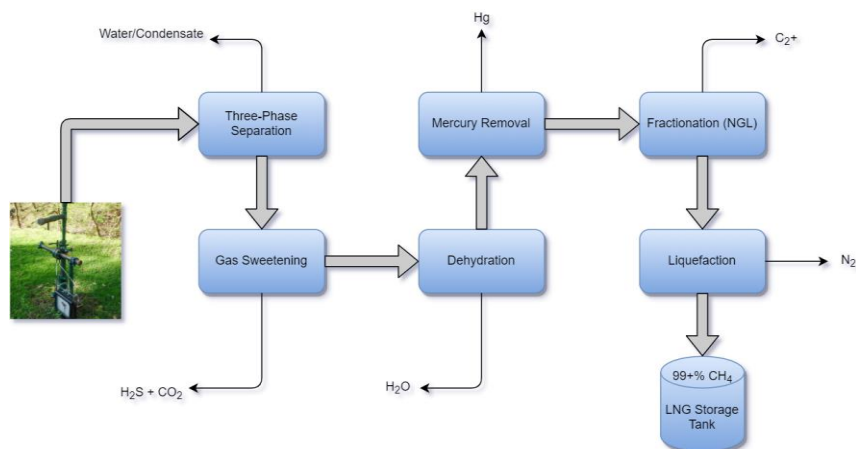 Water/Condensate
Hg
C₂+
Three-Phase
Separation
Mercury Removal
Fractionation (NGL)
Gas Sweetening
Dehydration
Liquefaction
N₂
H₂S + CO₂
H₂O
99+% CH₄
LNG Storage
Tank